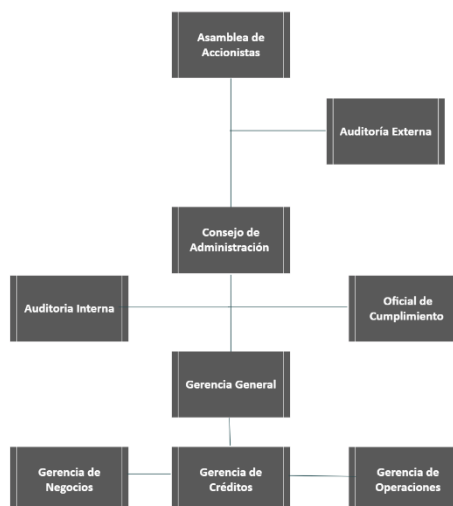 Asamblea de
Accionistas
Auditoría Externa
Consejo de
Administración
Auditoria Interna
Oficial de
Cumplimiento
Gerencia General
Gerencia de
Negocios
Gerencia de
Créditos
Gerencia de
Operaciones